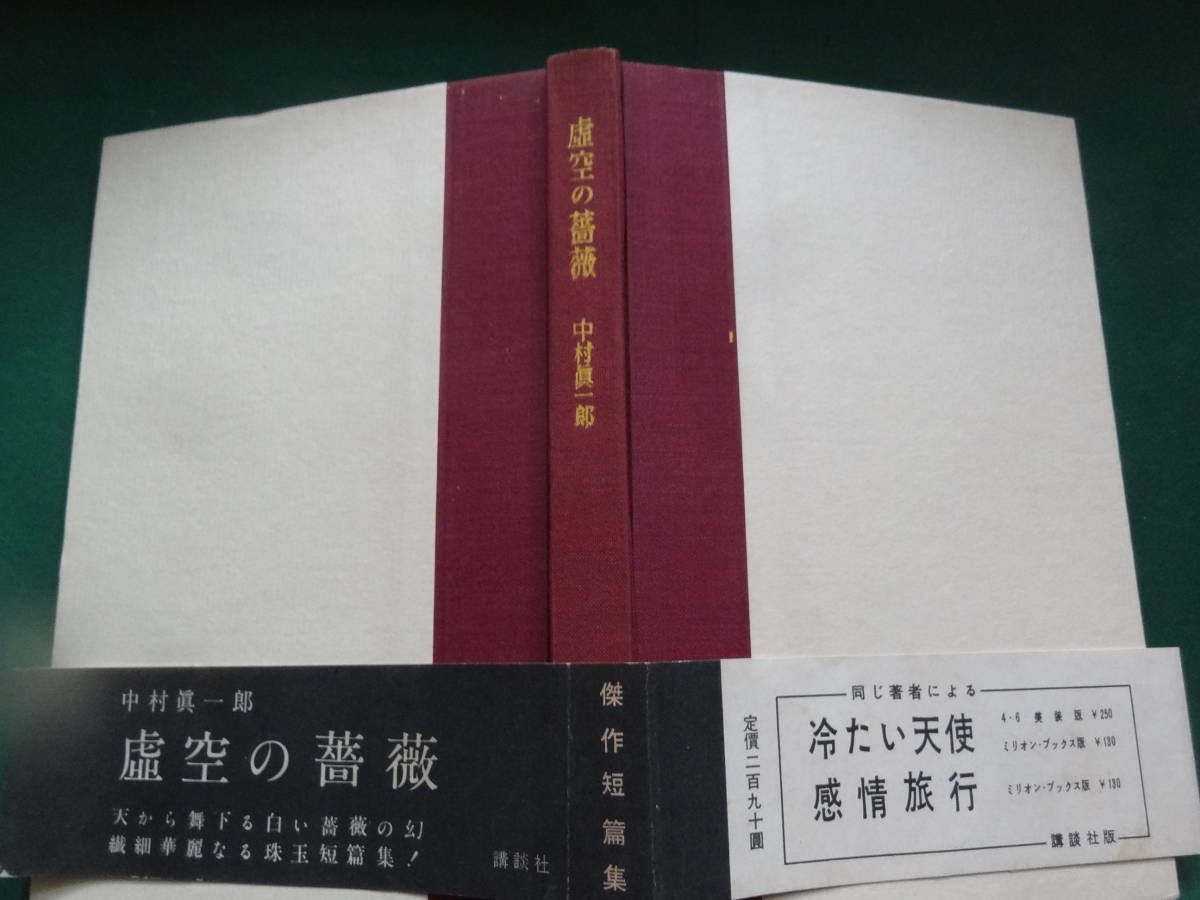 虛空の薔薇
中村眞一郎
中村眞一郎
虛空の薔薇
天から舞下る白い薔薇の幻
繊細華麗なる珠玉短篇集!
講談社
傑作短篇集
定價二百九十圓
同じ著者による
冷たい天使
4・6 美装版 ¥250
ミリオン・ブックス版 ¥130
感情旅行
ミリオン・ブックス版 ¥130
講談社版